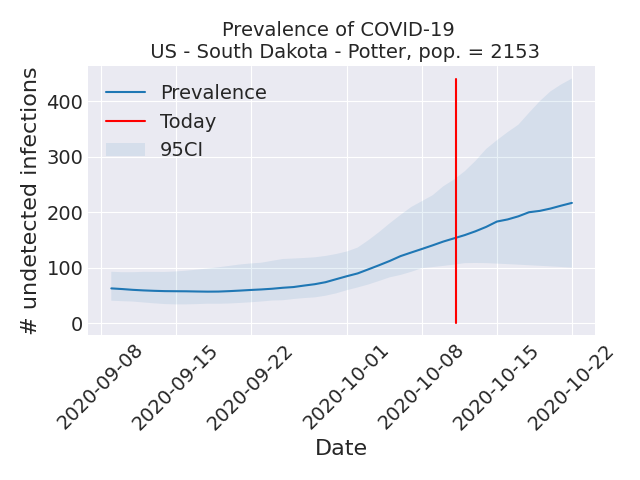 Prevalence of COVID-19
US - South Dakota - Potter, pop. = 2153
# undetected infections
400
300
200
100
0
Prevalence
Today
95CI
2020-09-08
2020-09-15
2020-09-22
2020-10-01
2020-10-08
2020-10-15
2020-10-22
Date